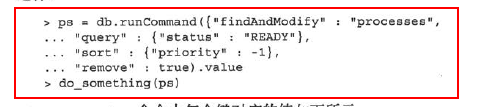 > ps = db.runCommand({"findAndModify" : "processes",
... "query" : {"status" : "READY"},
... "sort" : {"priority" : -1},
... "remove" : true}).value
> do_something(ps)